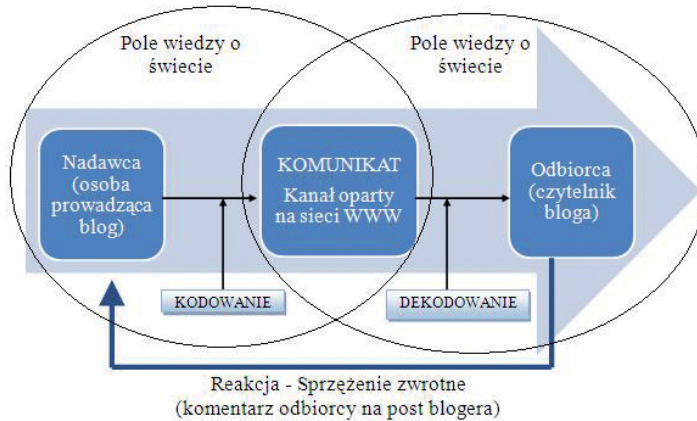 Pole wiedzy o
świecie
Pole wiedzy o
świecie
Nadawca
(osoba
prowadząca
blog)
KOMUNIKAT
Kanał oparty
na sieci WWW
Odbiorca
(czytelnik
bloga)
KODOWANIE
DEKODOWANIE
Reakcja - Sprzężenie zwrotne
(komentarz odbiorcy na post blogera)